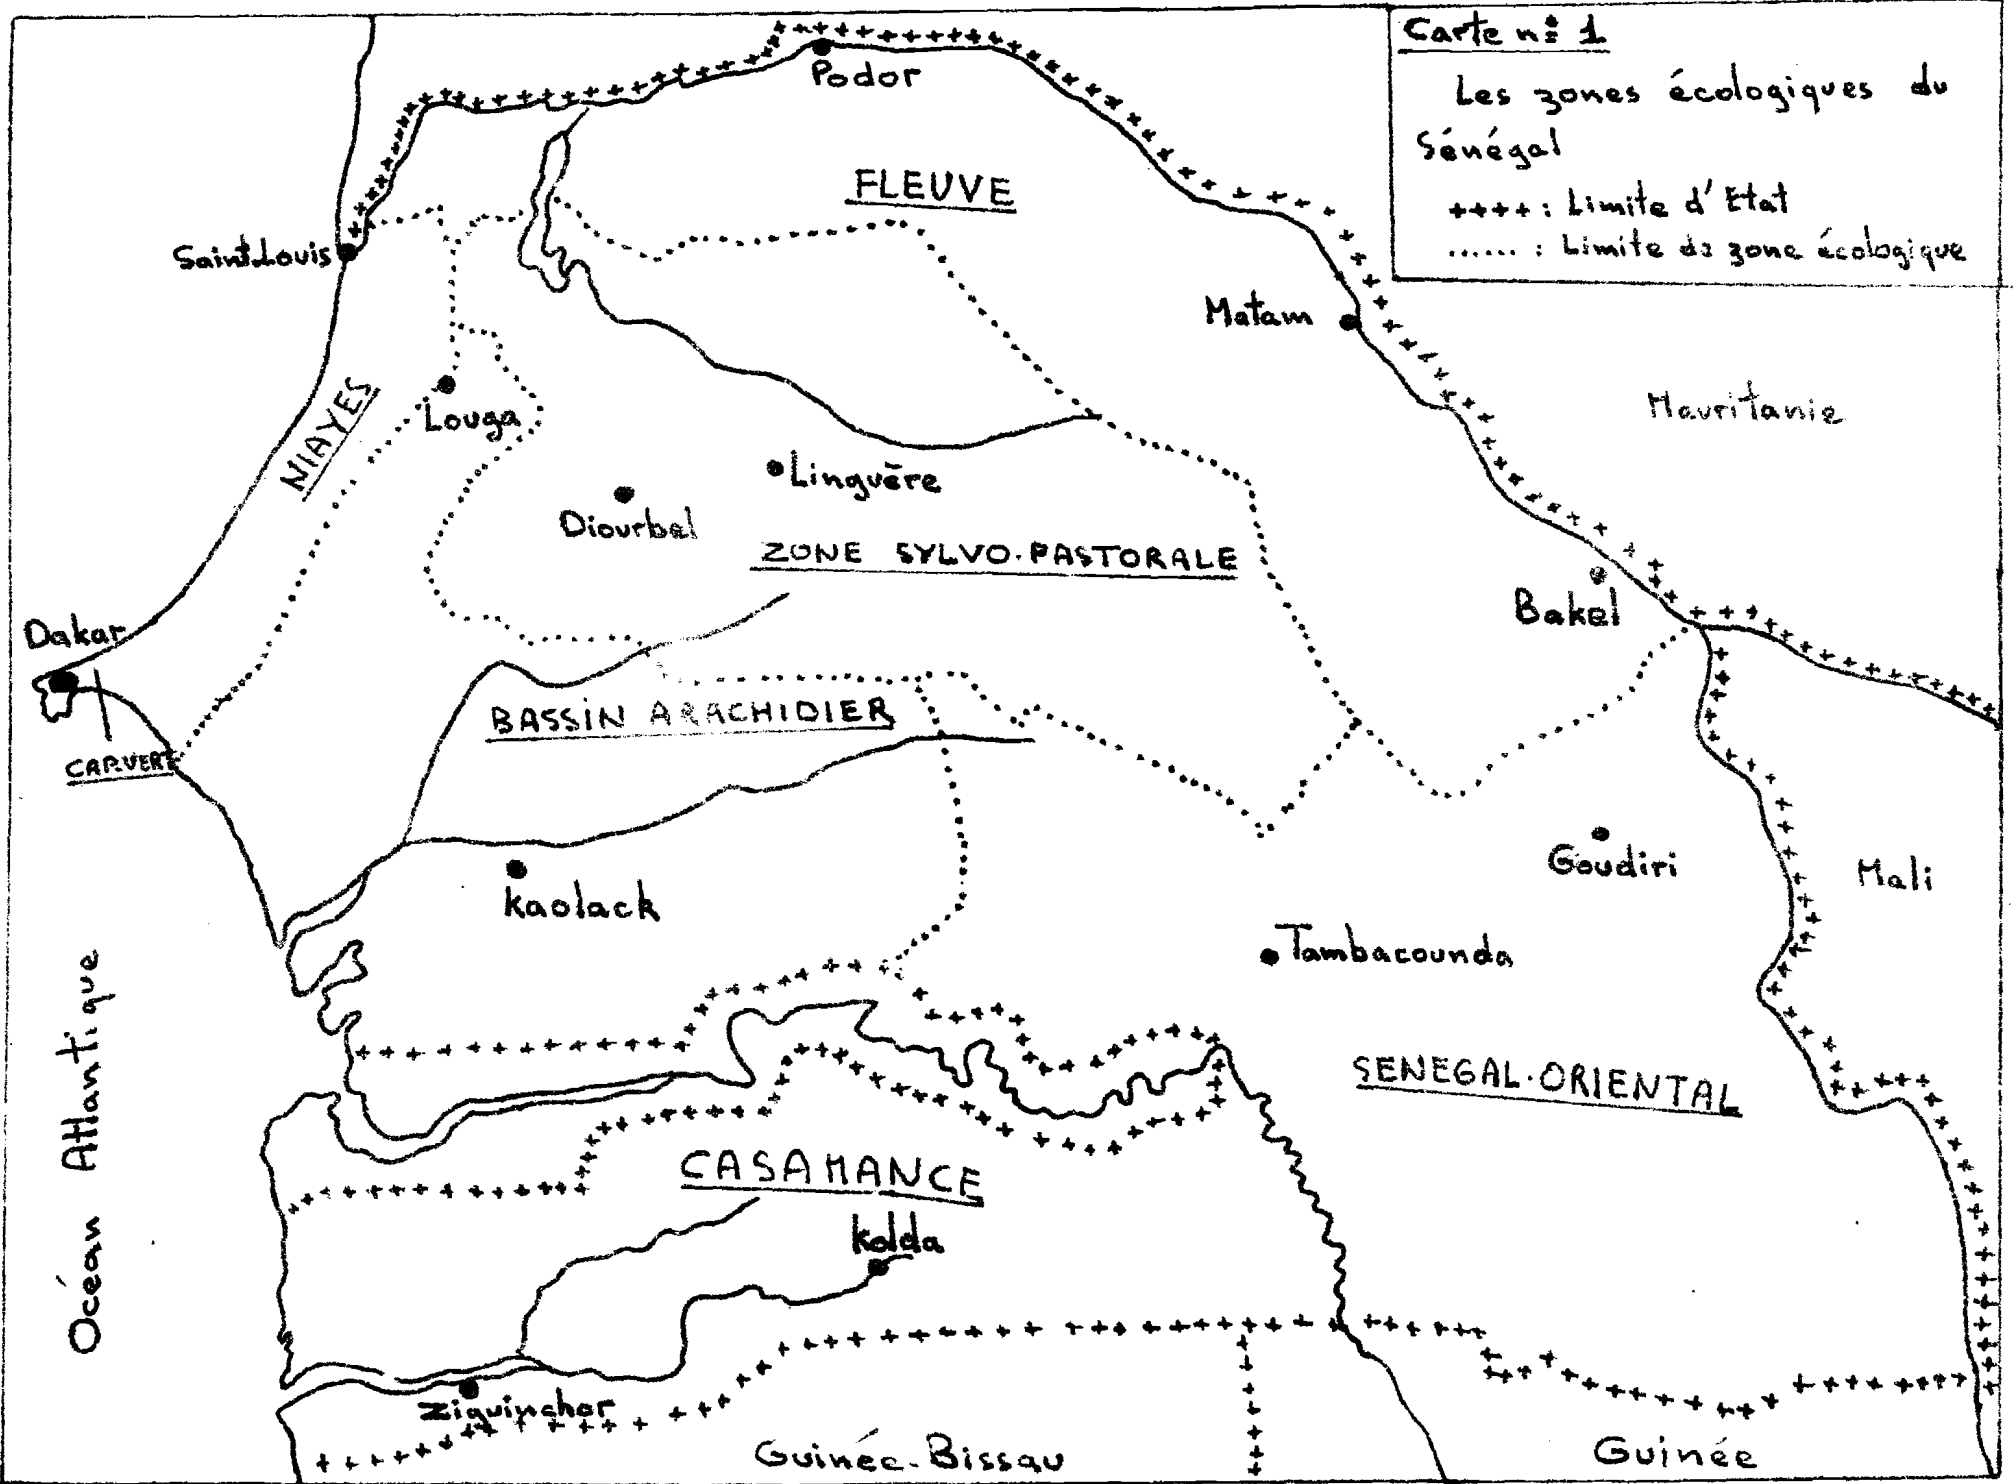 Carte nº 1
Les zones écologiques du
Sénégal
++++ : Limite d'Etat
...... : Limite de zone écologique
Podor
FLEUVE
Saint-Louis
Matam
Mauritanie
NIAYES
Louga
Linguère
Diourbel
ZONE SYLVO-PASTORALE
Bakel
Dakar
CAP-VERT
BASSIN ARACHIDIER
Goudiri
Mali
Kaolack
Tambacounda
Océan Atlantique
SENEGAL-ORIENTAL
CASAMANCE
Kolda
Ziguinchor
Guinée-Bissau
Guinée